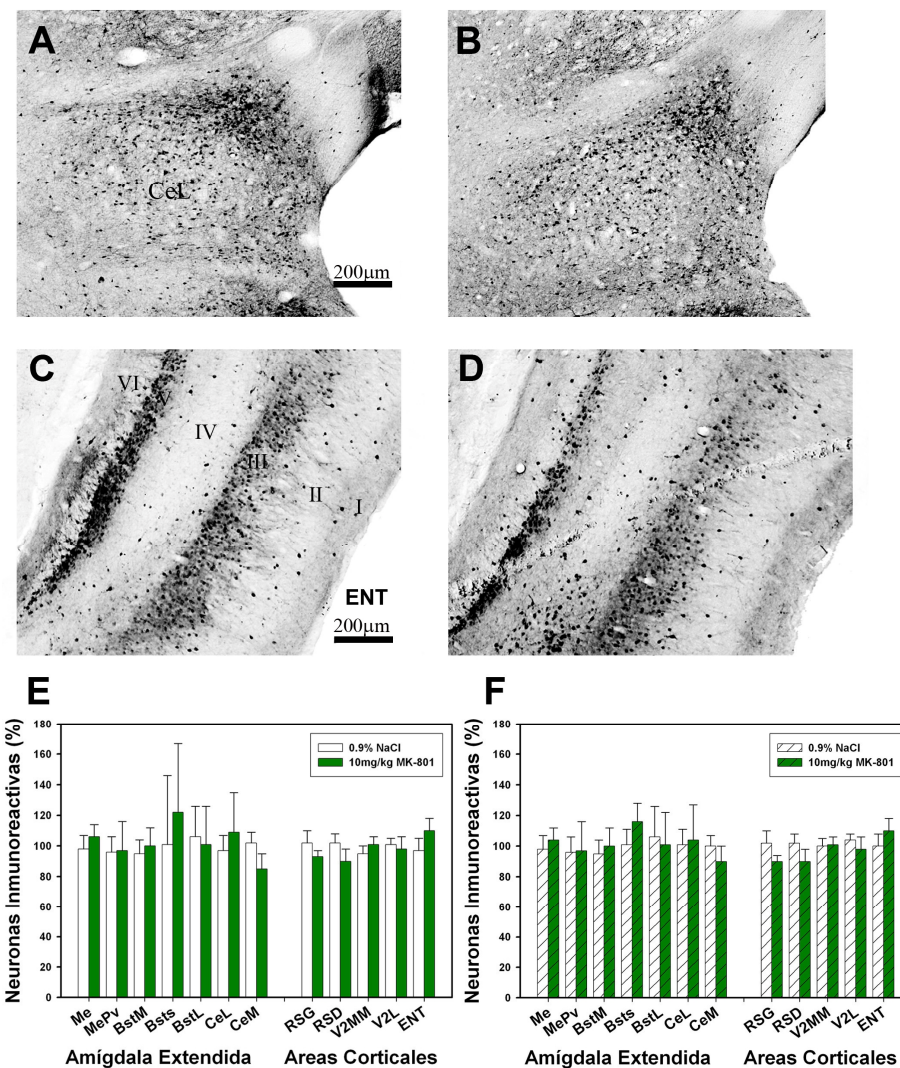 A
CeL
200µm
B
C
VI
V
IV
III
II
I
ENT
200µm
D
E
Neuronas Inmunoreactivas (%)
180
160
140
120
100
80
60
40
20
0
0.9% NaCl
10mg/kg MK-801
Me MePv BstM Bsts BstL CeL CeM RSG RSD V2MM V2L ENT
Amígdala Extendida Areas Corticales
F
Neuronas Inmunoreactivas (%)
180
160
140
120
100
80
60
40
20
0
0.9% NaCl
10mg/kg MK-801
Me MePv BstM Bsts BstL CeL CeM RSG RSD V2MM V2L ENT
Amígdala Extendida Areas Corticales